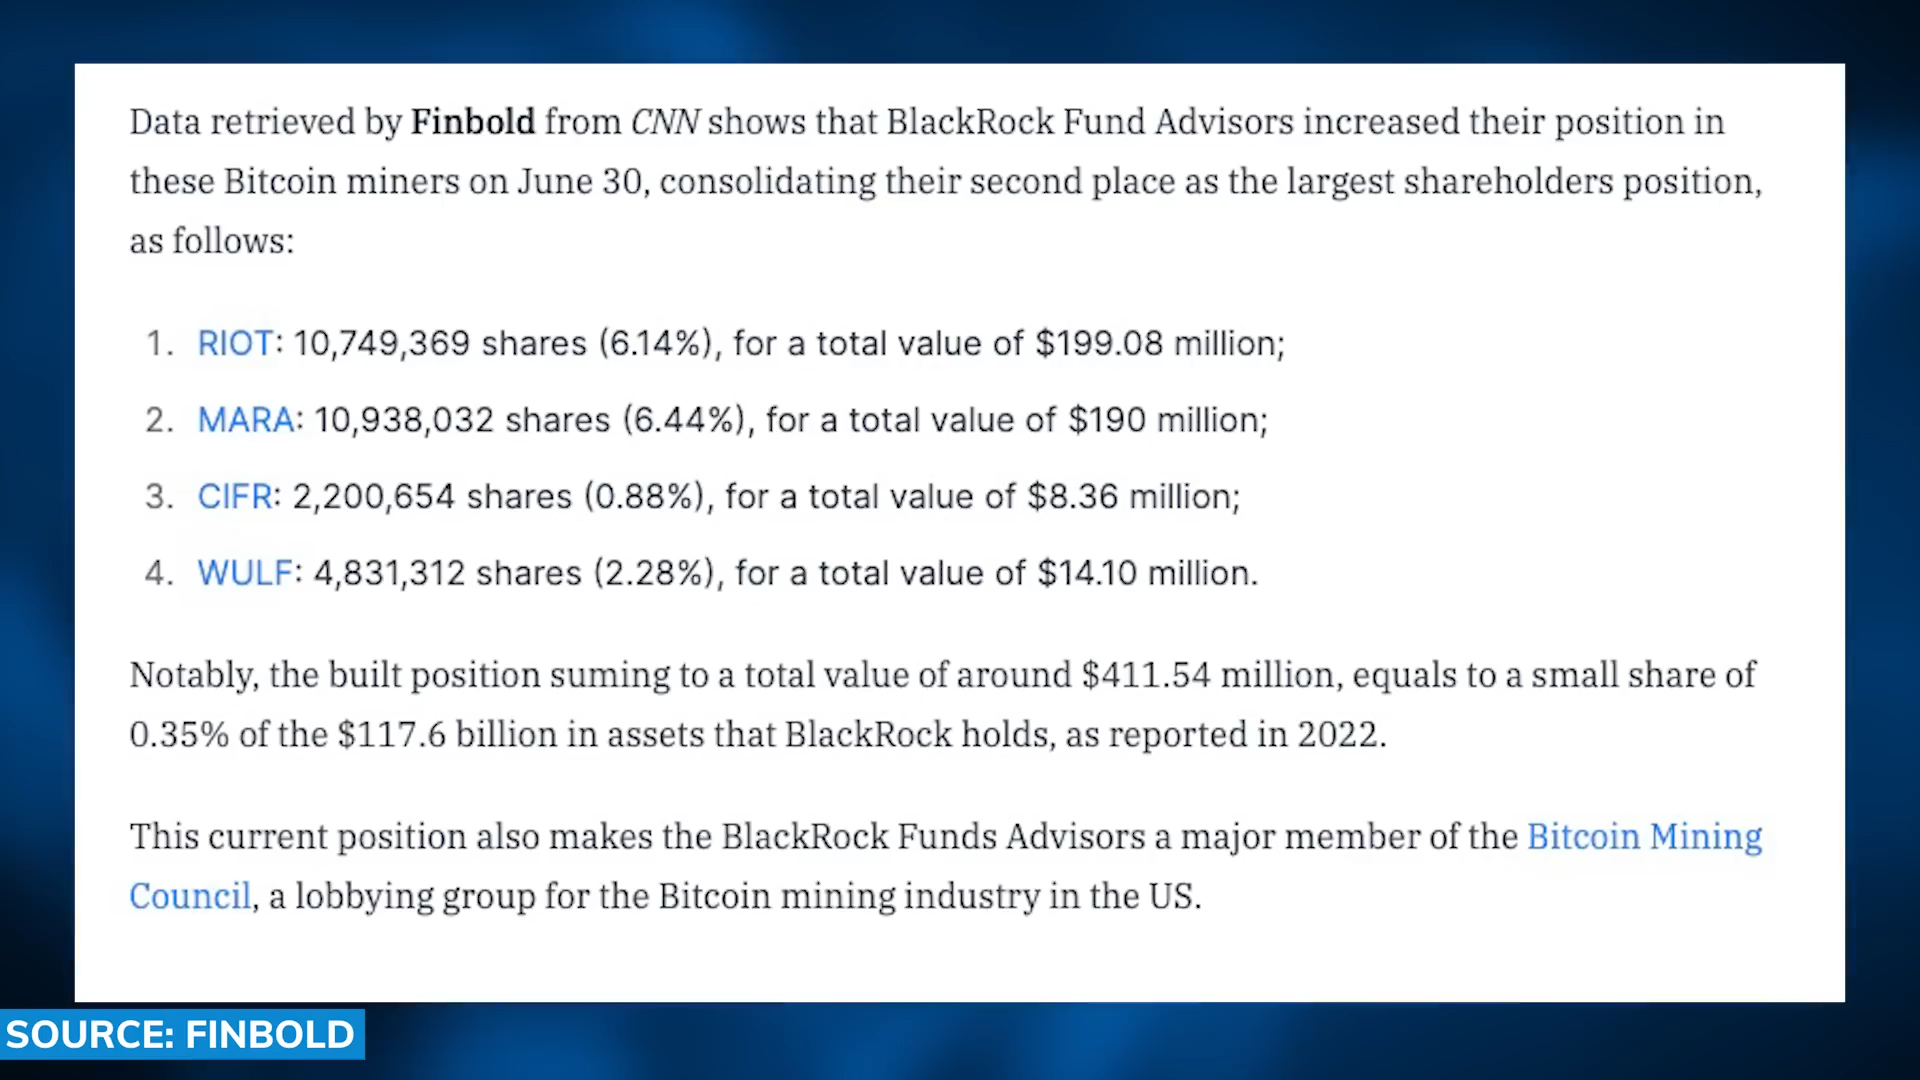 Data retrieved by Finbold from CNN shows that BlackRock Fund Advisors increased their position in
these Bitcoin miners on June 30, consolidating their second place as the largest shareholders position,
as follows:
1. RIOT: 10,749,369 shares (6.14%), for a total value of $199.08 million;
2. MARA: 10,938,032 shares (6.44%), for a total value of $190 million;
3. CIFR: 2,200,654 shares (0.88%), for a total value of $8.36 million;
4. WULF: 4,831,312 shares (2.28%), for a total value of $14.10 million.
Notably, the built position suming to a total value of around $411.54 million, equals to a small share of
0.35% of the $117.6 billion in assets that BlackRock holds, as reported in 2022.
This current position also makes the BlackRock Funds Advisors a major member of the Bitcoin Mining
Council, a lobbying group for the Bitcoin mining industry in the US.
SOURCE: FINBOLD